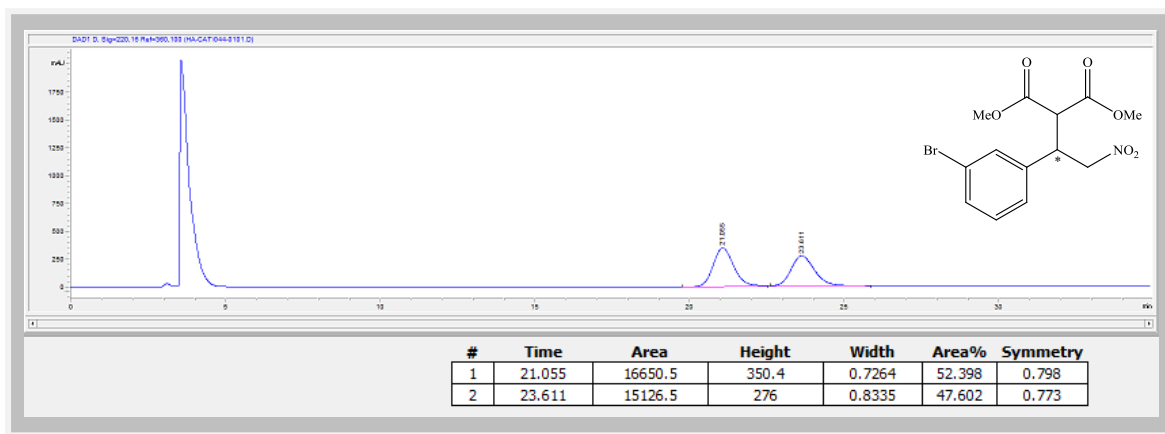 DAD1 D, Sig=220,16 Ref=360,100 (HA-CAT\044-0101.D)
mAU
1750
1500
1250
1000
750
500
250
0
21.055
23.611
0 5 10 15 20 25 30 min
O O
MeO OMe
Br NO2
*
# Time Area Height Width Area% Symmetry
1 21.055 16650.5 350.4 0.7264 52.398 0.798
2 23.611 15126.5 276 0.8335 47.602 0.773